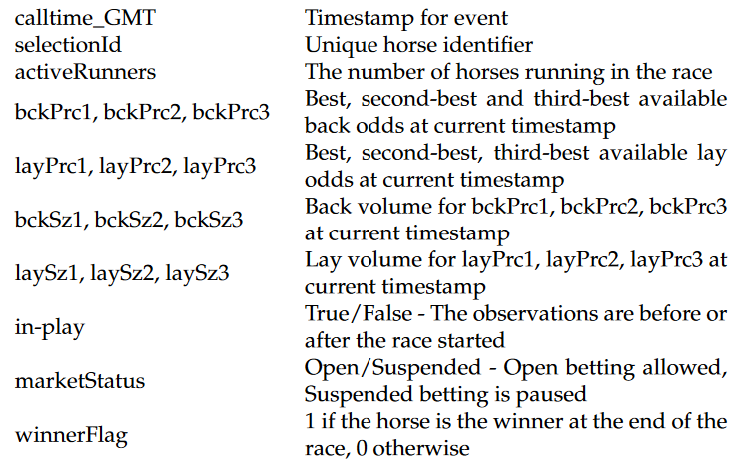 calltime_GMT Timestamp for event
selectionId Unique horse identifier
activeRunners The number of horses running in the race
bckPrc1, bckPrc2, bckPrc3 Best, second-best and third-best available
back odds at current timestamp
layPrc1, layPrc2, layPrc3 Best, second-best, third-best available lay
odds at current timestamp
bckSz1, bckSz2, bckSz3 Back volume for bckPrc1, bckPrc2, bckPrc3
at current timestamp
laySz1, laySz2, laySz3 Lay volume for layPrc1, layPrc2, layPrc3 at
current timestamp
in-play True/False - The observations are before or
after the race started
marketStatus Open/Suspended - Open betting allowed,
Suspended betting is paused
winnerFlag 1 if the horse is the winner at the end of the
race, 0 otherwise